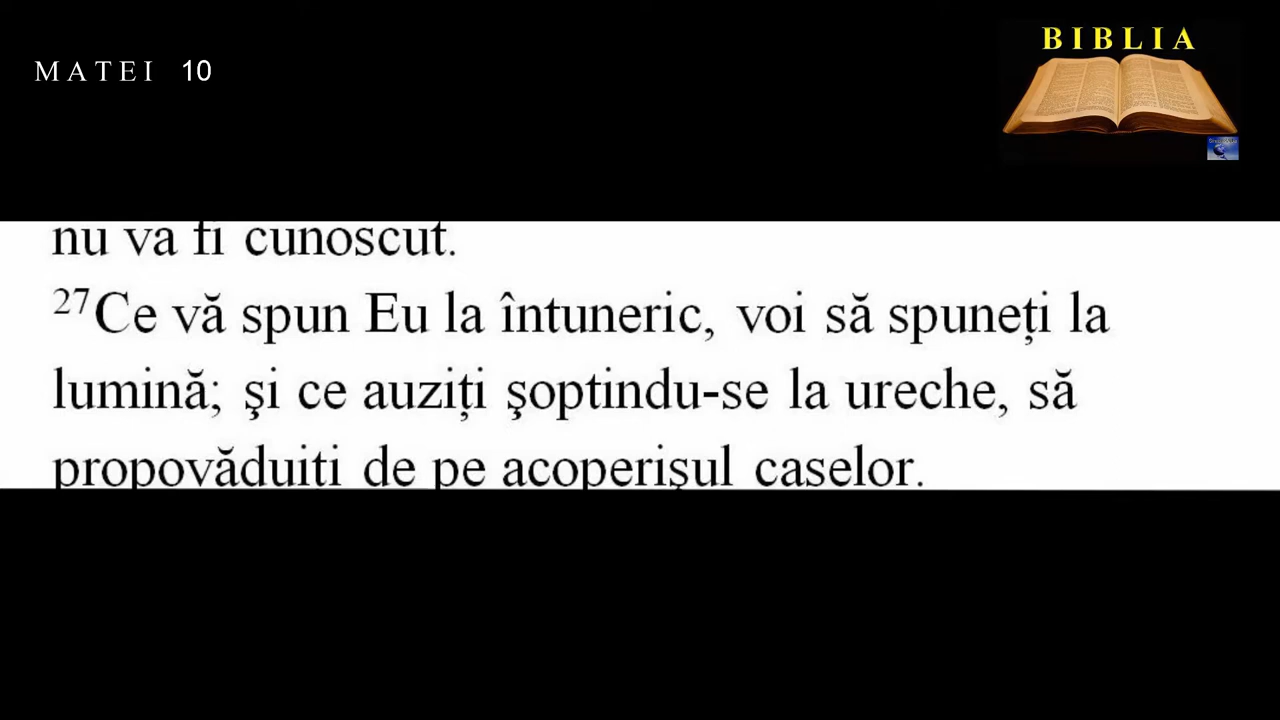 BIBLIA
MATEI 10
nu va fi cunoscut.
27Ce vă spun Eu la întuneric, voi să spuneți la
lumină; şi ce auziți şoptindu-se la ureche, să
propovăduiți de pe acoperişul caselor.